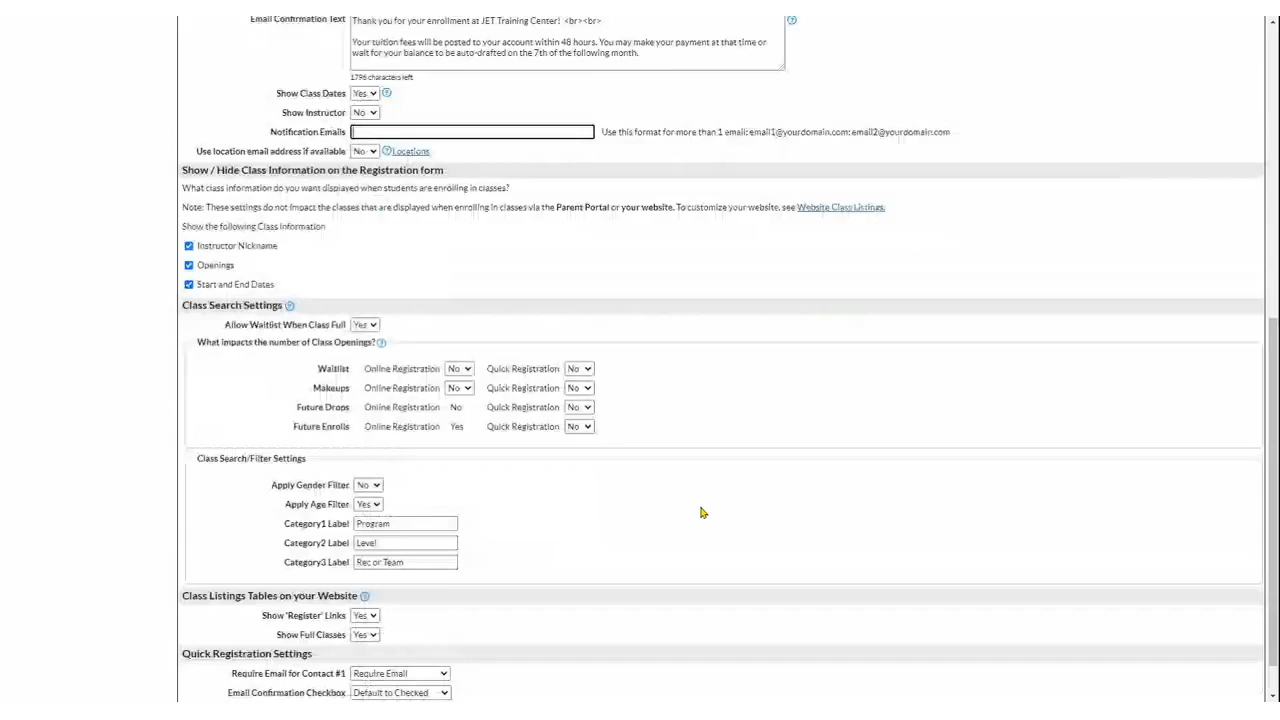 Email Confirmation Text
Thank you for your enrollment at JET Training Center!  <br><br>
Your tuition fees will be posted to your account within 48 hours. You may make your payment at that time or
wait for your balance to be auto-drafted on the 7th of the following month.
1796 characters left
Show Class Dates Yes
Show Instructor No
Notification Emails Use this format for more than 1 email: email1@yourdomain.com; email2@yourdomain.com
Use location email address if available No Locations
Show / Hide Class Information on the Registration form
What class information do you want displayed when students are enrolling in classes?
Note: These settings do not impact the classes that are displayed when enrolling in classes via the Parent Portal or your website. To customize your website, see Website Class Listings.
Show the following Class Information
Instructor Nickname
Openings
Start and End Dates
Class Search Settings
Allow Waitlist When Class Full Yes
What impacts the number of Class Openings?
Waitlist Online Registration No Quick Registration No
Makeups Online Registration No Quick Registration No
Future Drops Online Registration No Quick Registration No
Future Enrolls Online Registration Yes Quick Registration No
Class Search/Filter Settings
Apply Gender Filter No
Apply Age Filter Yes
Category1 Label Program
Category2 Label Level
Category3 Label Rec or Team
Class Listings Tables on your Website
Show 'Register' Links Yes
Show Full Classes Yes
Quick Registration Settings
Require Email for Contact #1 Require Email
Email Confirmation Checkbox Default to Checked